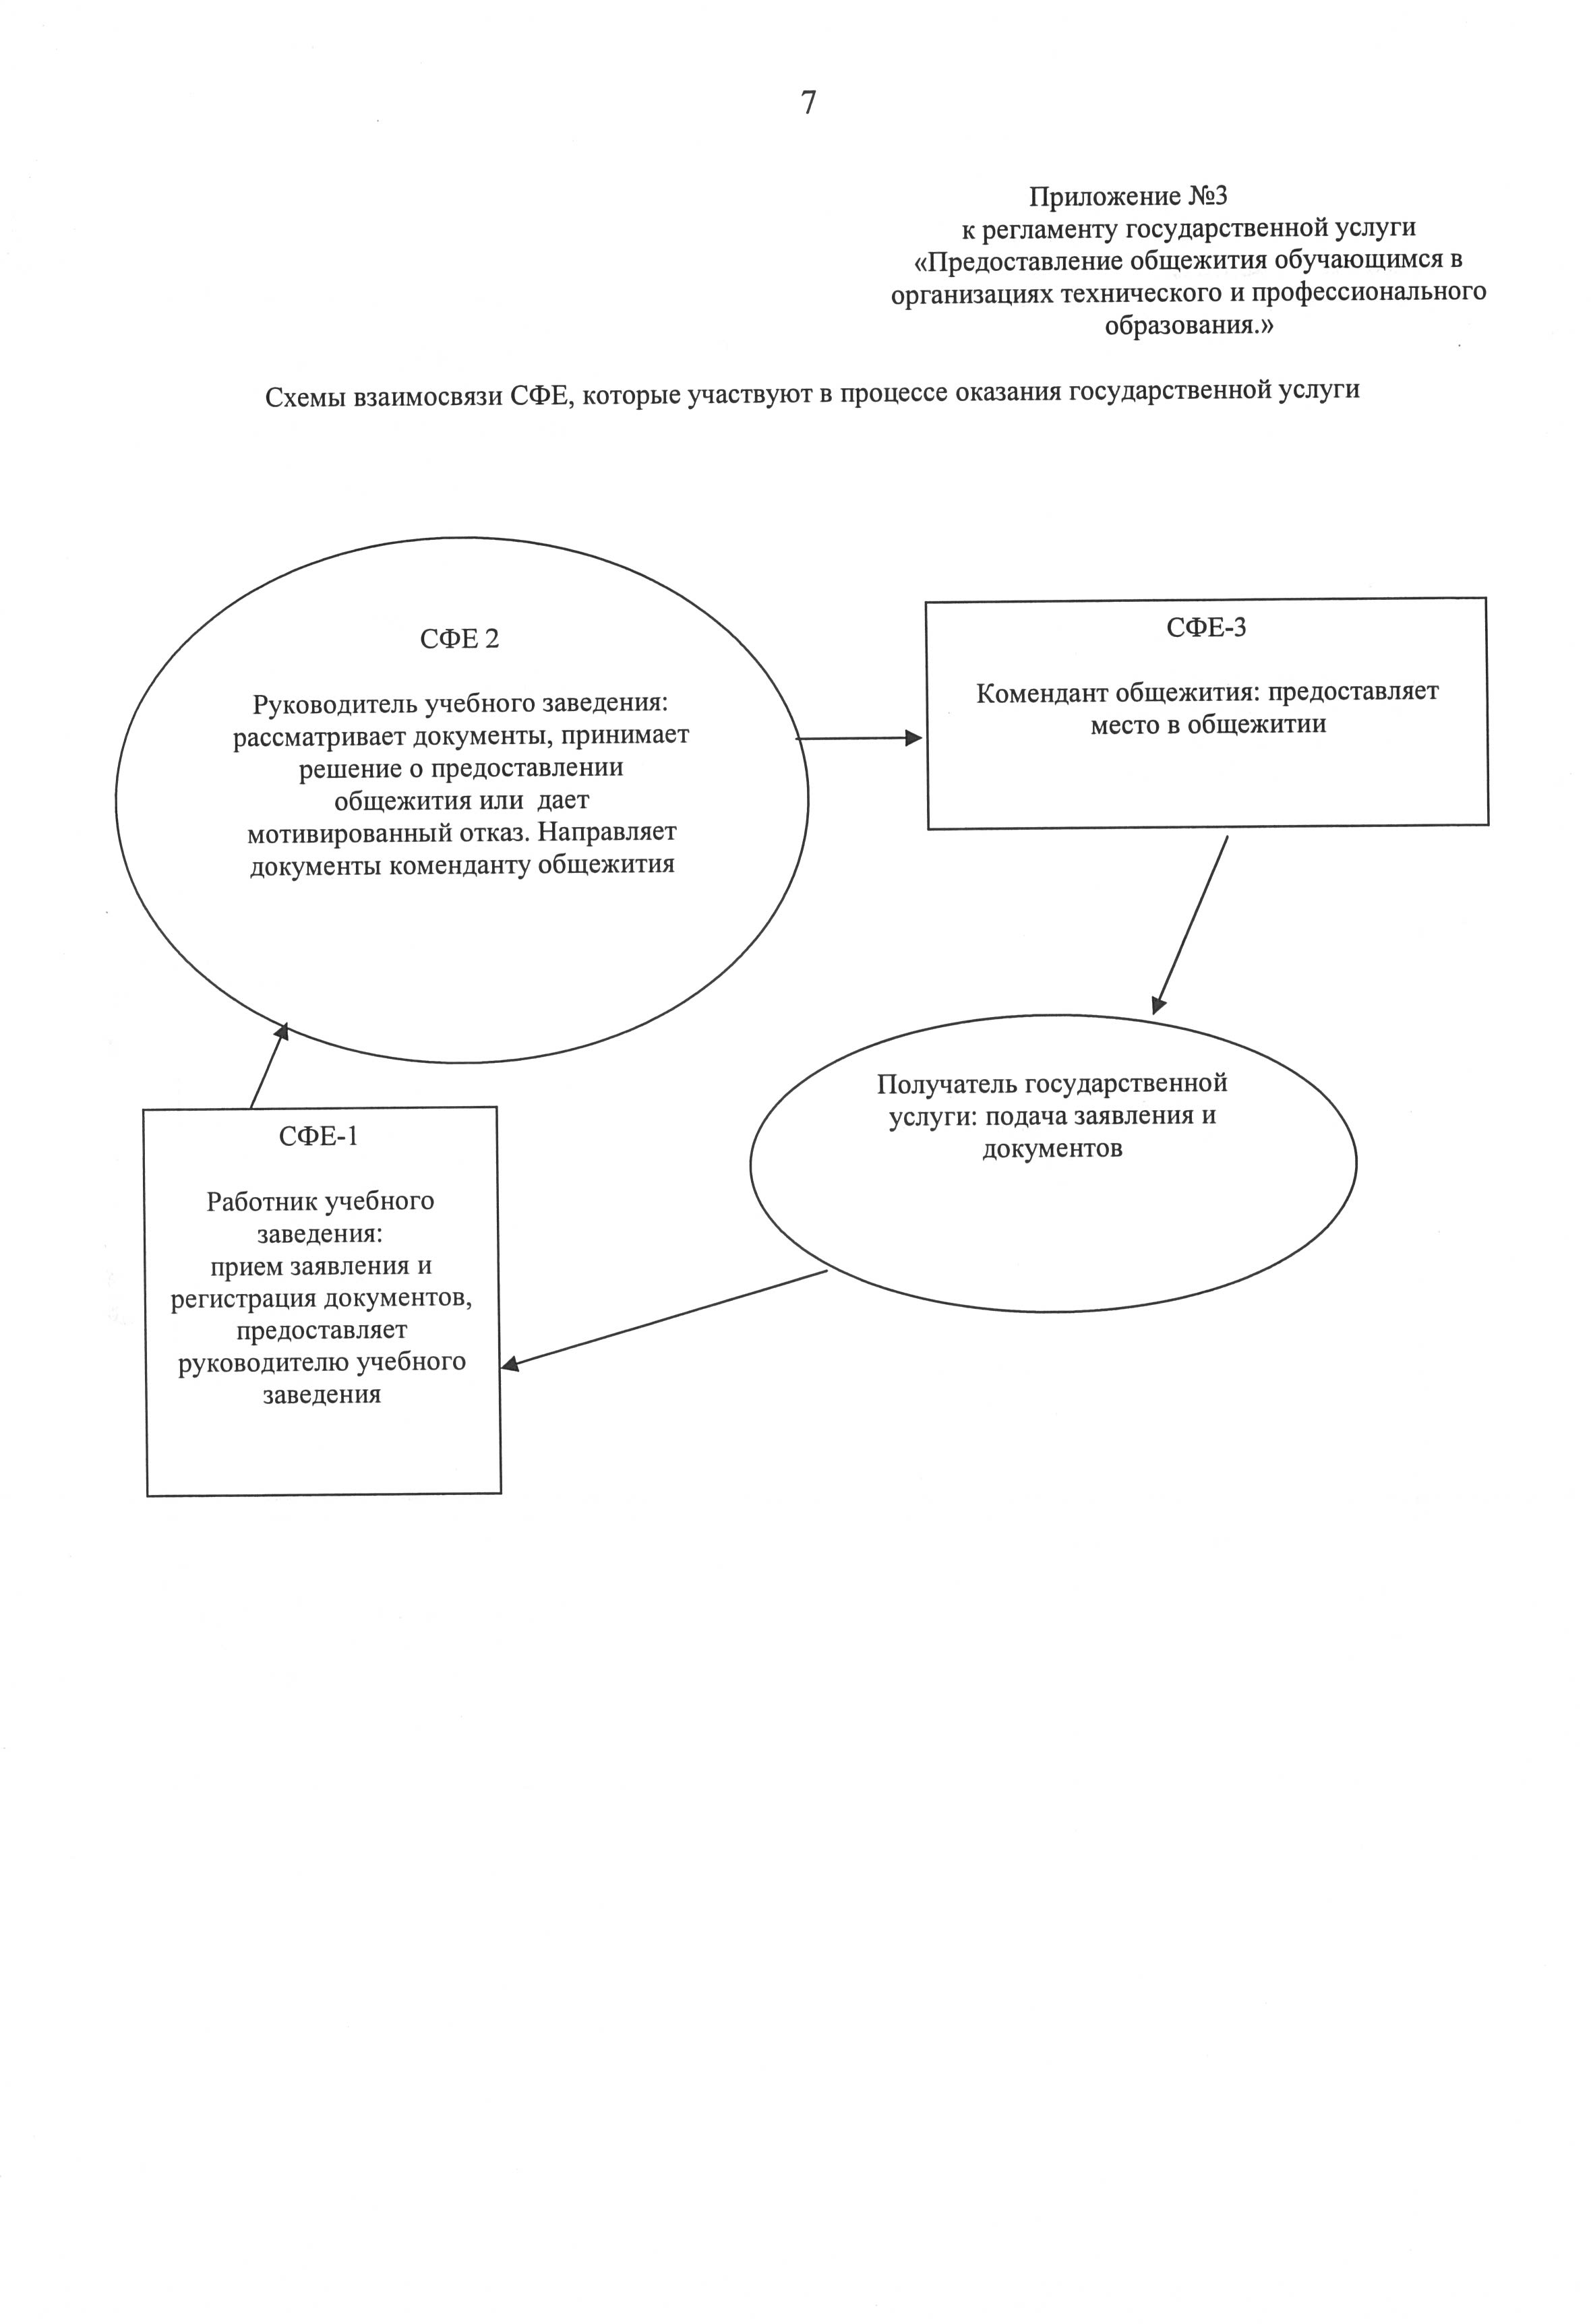 7
Приложение №3
к регламенту государственной услуги
«Предоставление общежития обучающимся в
организациях технического и профессионального
образования.»
Схемы взаимосвязи СФЕ, которые участвуют в процессе оказания государственной услуги
СФЕ 2
Руководитель учебного заведения:
рассматривает документы, принимает
решение о предоставлении
общежития или дает
мотивированный отказ. Направляет
документы коменданту общежития
СФЕ-3
Комендант общежития: предоставляет
место в общежитии
Получатель государственной
услуги: подача заявления и
документов
СФЕ-1
Работник учебного
заведения:
прием заявления и
регистрация документов,
предоставляет
руководителю учебного
заведения